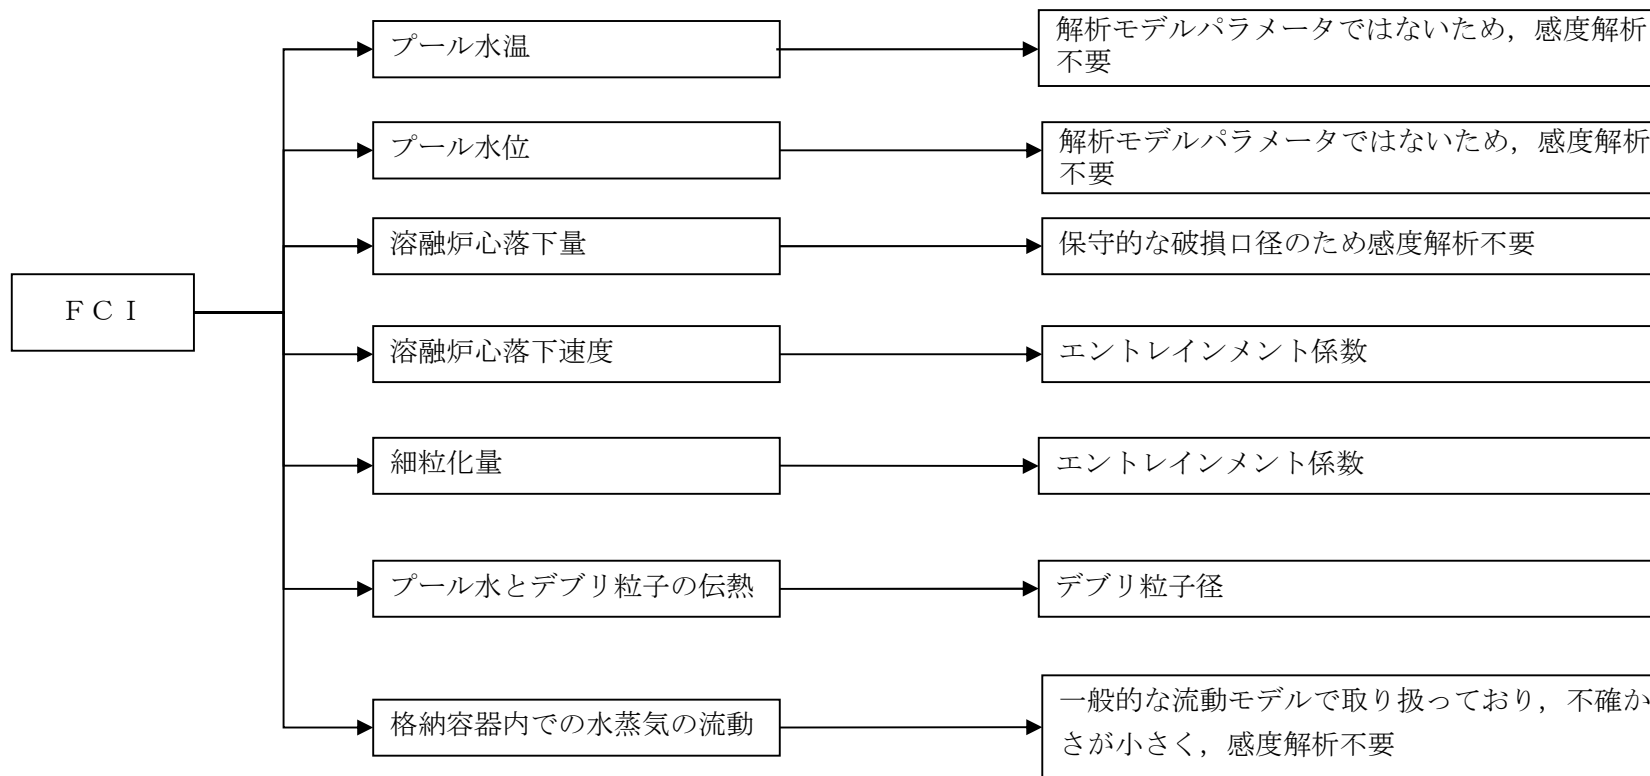 プール水温
解析モデルパラメータではないため，感度解析
不要
プール水位
解析モデルパラメータではないため，感度解析
不要
溶融炉心落下量
保守的な破損口径のため感度解析不要
ＦＣＩ
溶融炉心落下速度
エントレインメント係数
細粒化量
エントレインメント係数
プール水とデブリ粒子の伝熱
デブリ粒子径
格納容器内での水蒸気の流動
一般的な流動モデルで取り扱っており，不確か
さが小さく，感度解析不要